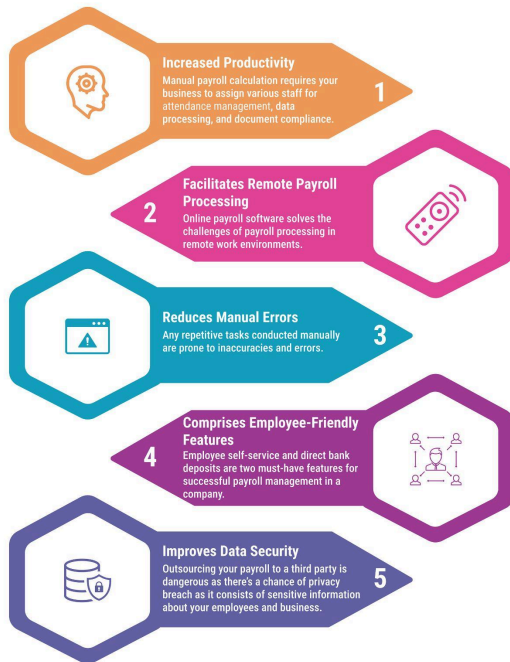 Increased Productivity
Manual payroll calculation requires your
business to assign various staff for
attendance management, data
processing, and document compliance.
1
Facilitates Remote Payroll
Processing
2
Online payroll software solves the
challenges of payroll processing in
remote work environments.
Reduces Manual Errors
Any repetitive tasks conducted manually
are prone to inaccuracies and errors.
3
Comprises Employee-Friendly
Features
4
Employee self-service and direct bank
deposits are two must-have features for
successful payroll management in a
company.
Improves Data Security
Outsourcing your payroll to a third party is
dangerous as there's a chance of privacy
breach as it consists of sensitive information
about your employees and business.
5